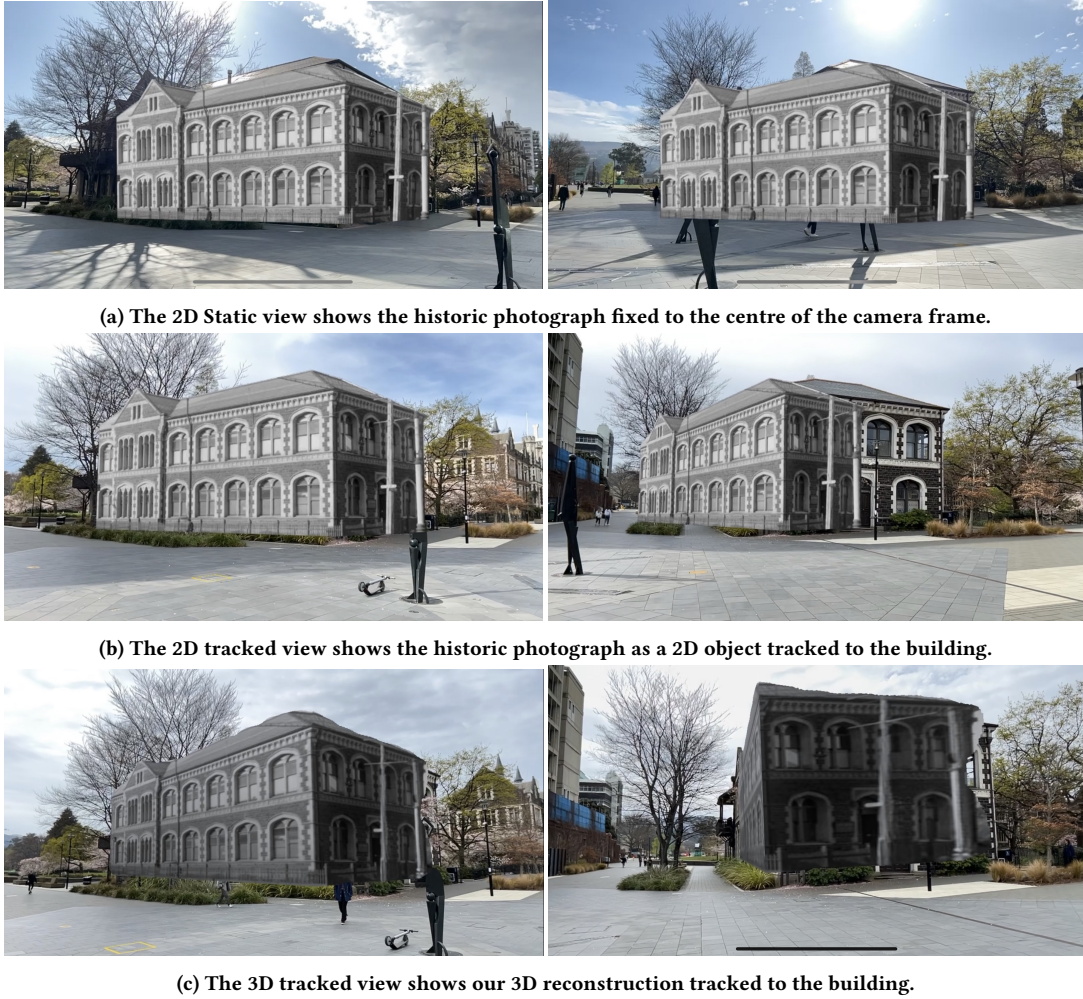 (a) The 2D Static view shows the historic photograph fixed to the centre of the camera frame.
(b) The 2D tracked view shows the historic photograph as a 2D object tracked to the building.
(c) The 3D tracked view shows our 3D reconstruction tracked to the building.